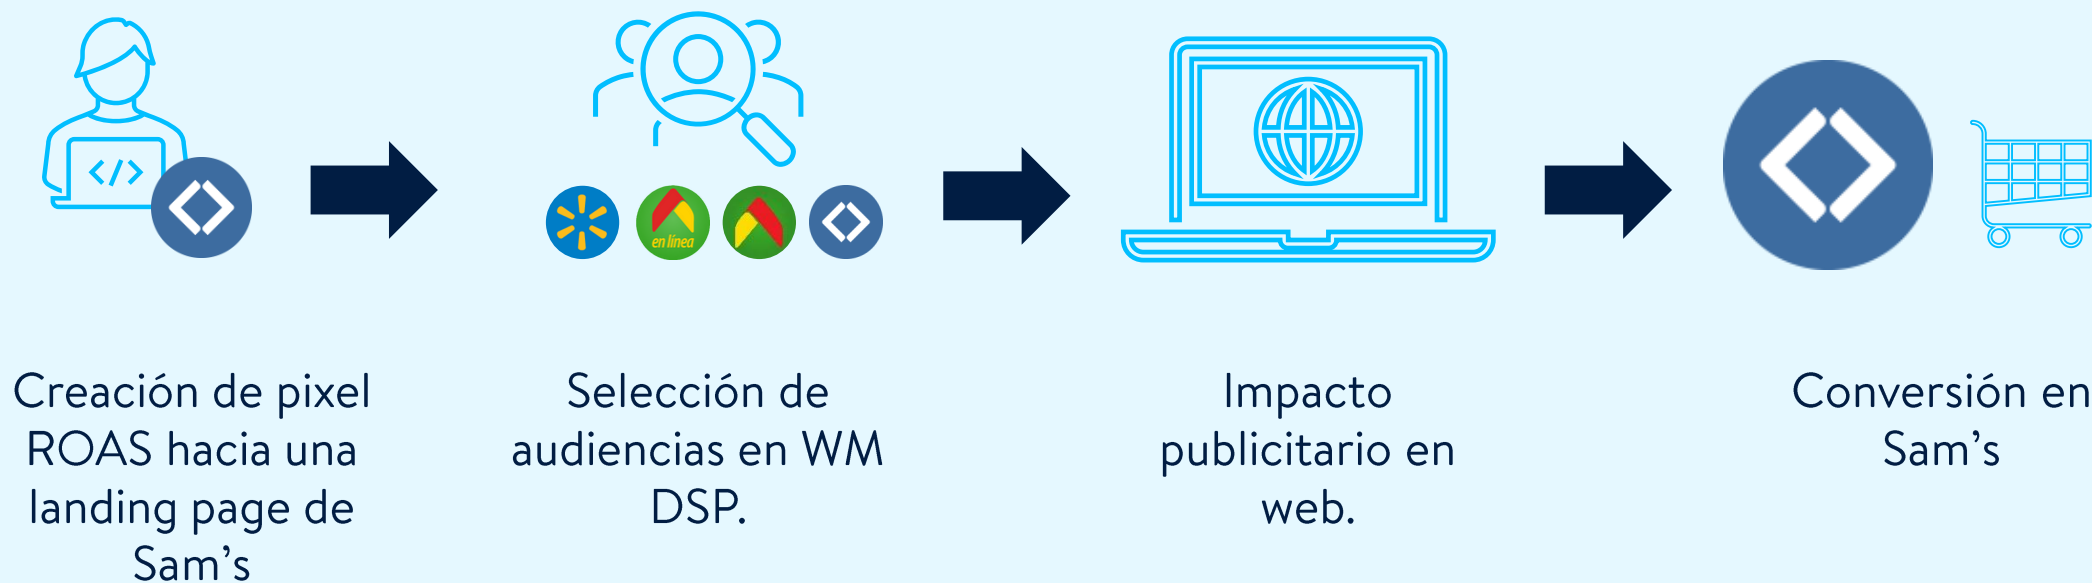 </>
en línea
Creación de pixel
ROAS hacia una
landing page de
Sam’s
Selección de
audiencias en WM
DSP.
Impacto
publicitario en
web.
Conversión en
Sam’s